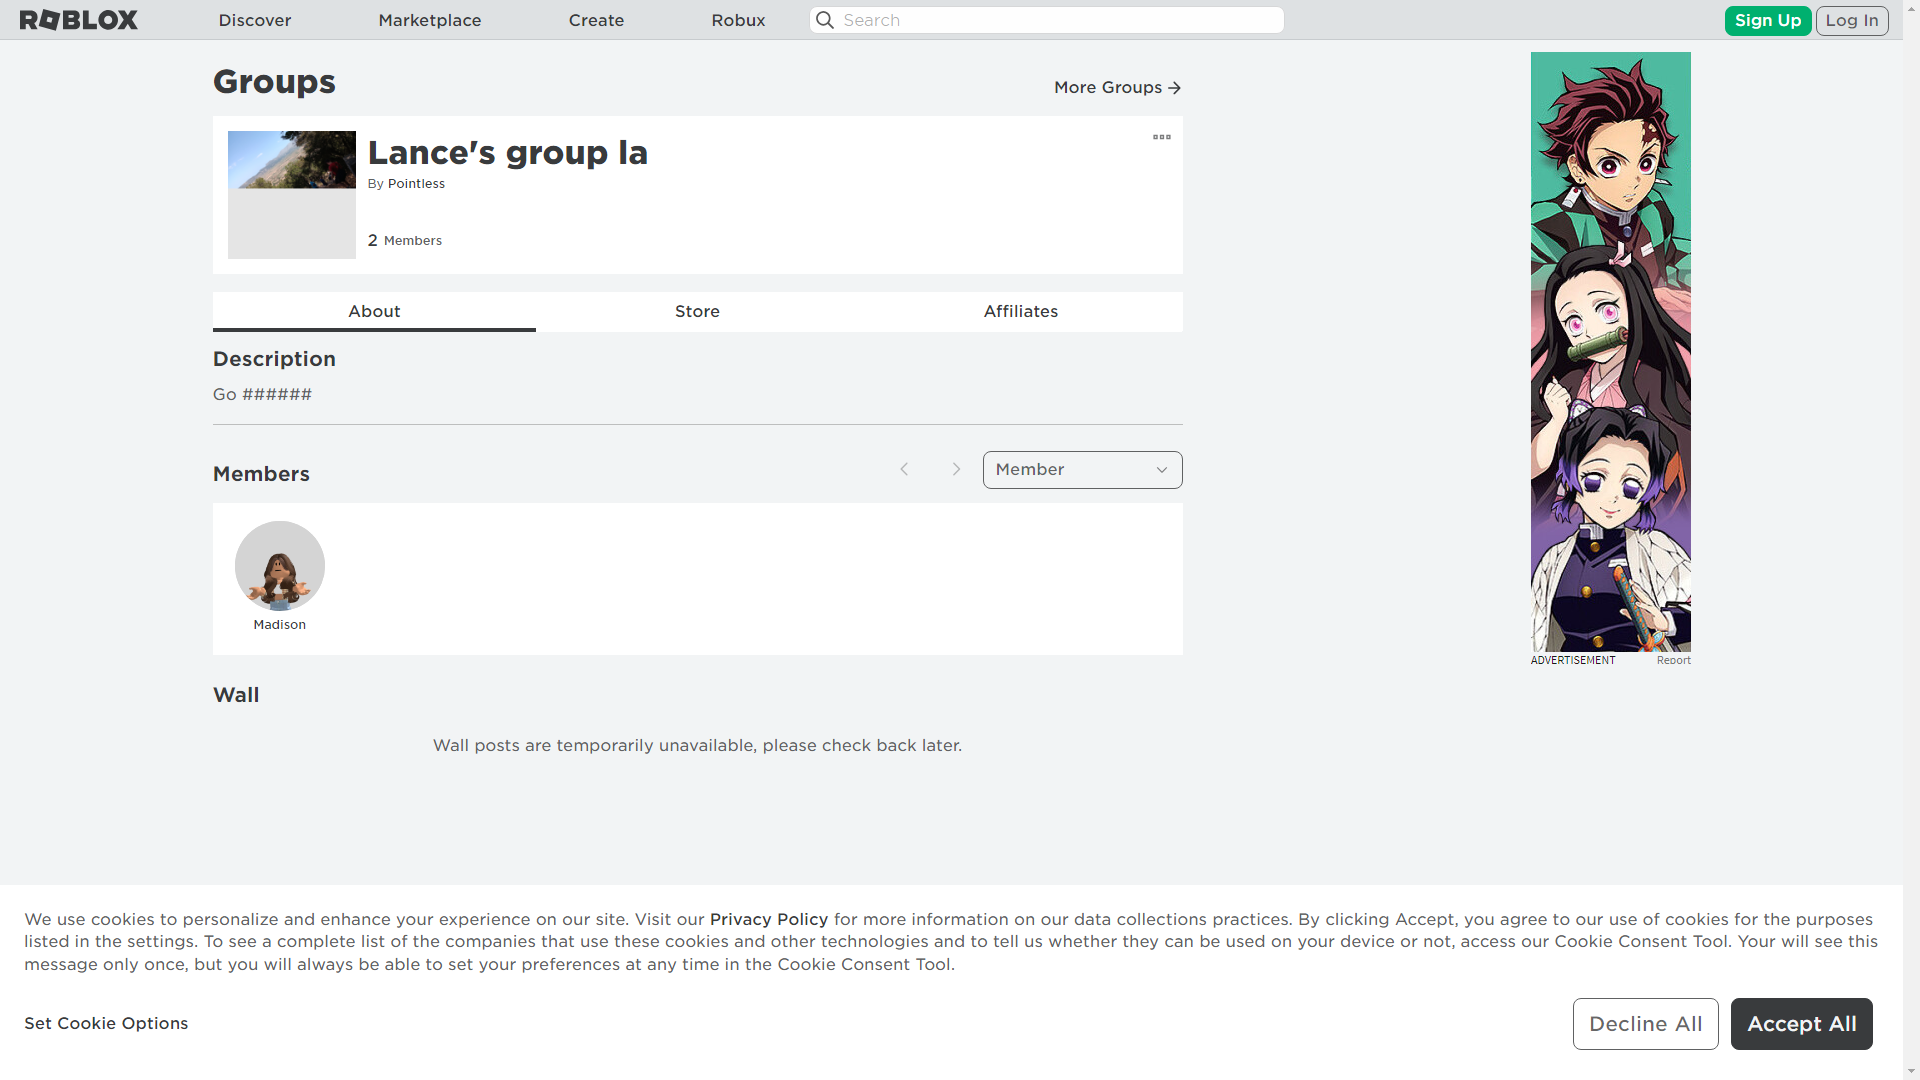 ROBLOX
Discover
Marketplace
Create
Robux
Search
Sign Up
Log In
Groups
More Groups
Lance's group la
By Pointless
2 Members
About
Store
Affiliates
Description
Go ######
Members
Member
Madison
Wall
Wall posts are temporarily unavailable, please check back later.
ADVERTISEMENT
Report
We use cookies to personalize and enhance your experience on our site. Visit our Privacy Policy for more information on our data collections practices. By clicking Accept, you agree to our use of cookies for the purposes
listed in the settings. To see a complete list of the companies that use these cookies and other technologies and to tell us whether they can be used on your device or not, access our Cookie Consent Tool. Your will see this
message only once, but you will always be able to set your preferences at any time in the Cookie Consent Tool.
Set Cookie Options
Decline All
Accept All